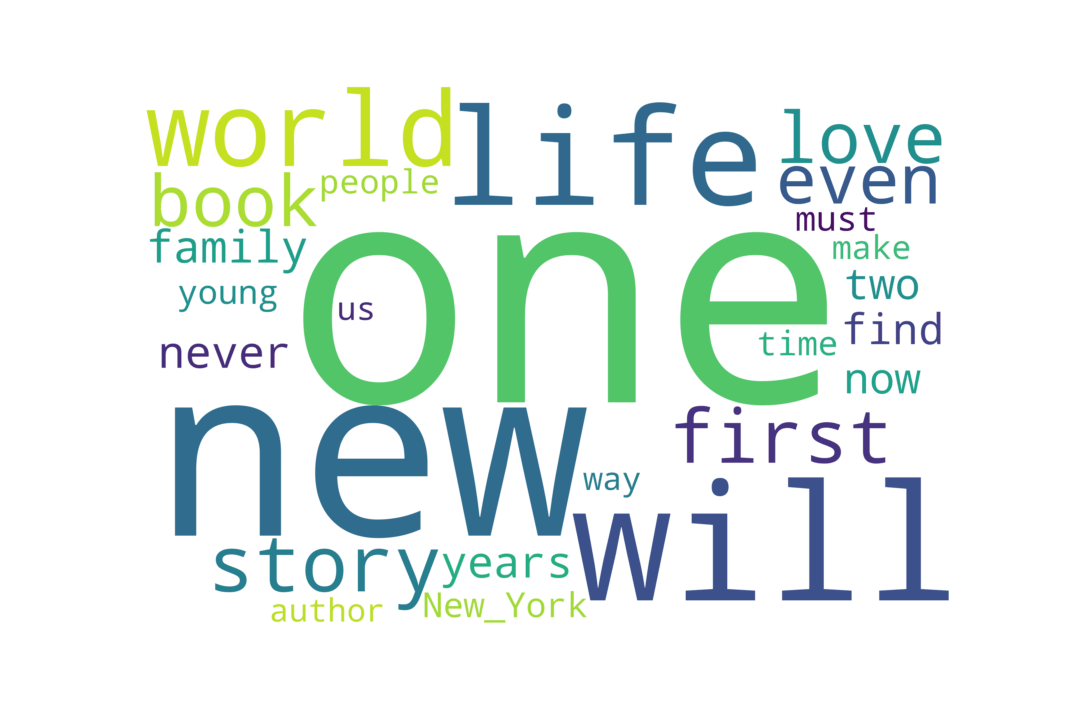 world
life
love
book
people
even
family
must
make
one
young
us
two
never
time
find
now
new
first
way
will
story
years
author
New_York